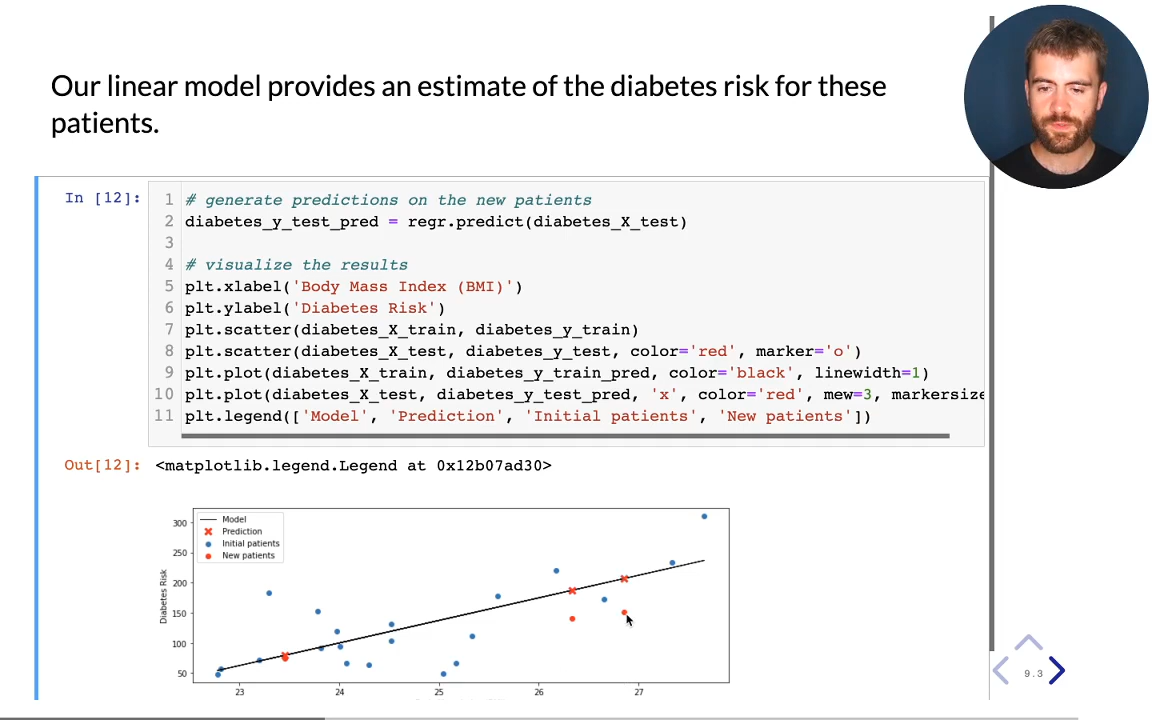 Our linear model provides an estimate of the diabetes risk for these
patients.
In [12]:
1 # generate predictions on the new patients
2 diabetes_y_test_pred = regr.predict(diabetes_X_test)
3
4 # visualize the results
5 plt.xlabel('Body Mass Index (BMI)')
6 plt.ylabel('Diabetes Risk')
7 plt.scatter(diabetes_X_train, diabetes_y_train)
8 plt.scatter(diabetes_X_test, diabetes_y_test, color='red', marker='o')
9 plt.plot(diabetes_X_train, diabetes_y_train_pred, color='black', linewidth=1)
10 plt.plot(diabetes_X_test, diabetes_y_test_pred, 'x', color='red', mew=3, markersize
11 plt.legend(['Model', 'Prediction', 'Initial patients', 'New patients'])
Out[12]: <matplotlib.legend.Legend at 0x12b07ad30>
Model
Prediction
Initial patients
New patients
Diabetes Risk
300
250
200
150
100
50
23 24 25 26 27
9.3